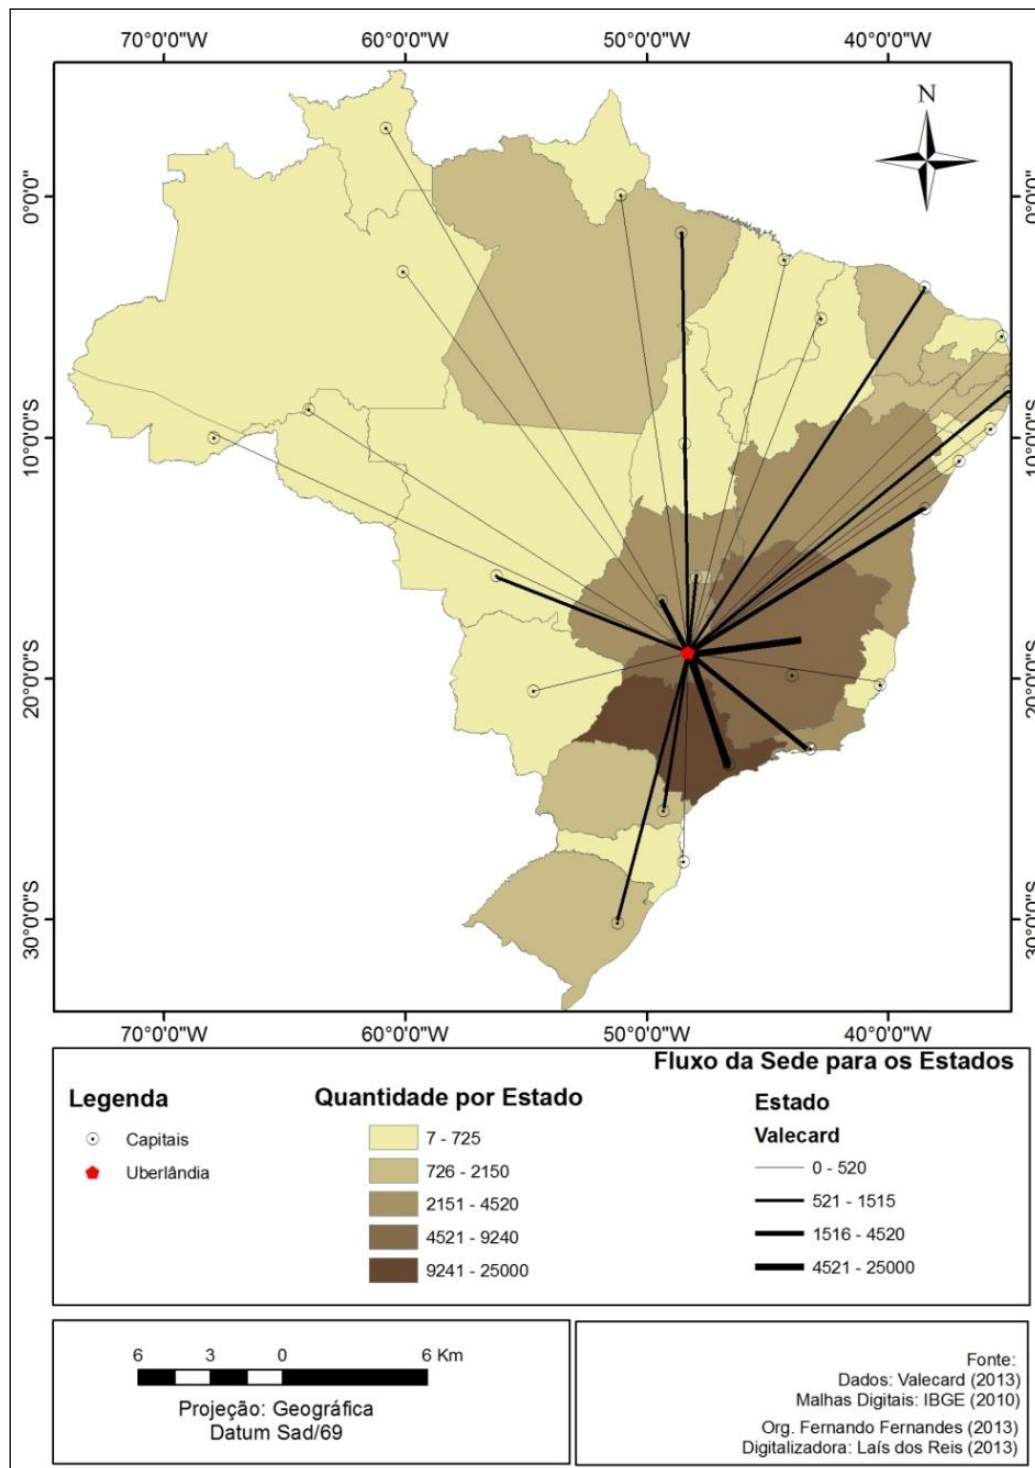 70°0'0"W 60°0'0"W 50°0'0"W 40°0'0"W
N
0°0'0" 0°0'0"
10°0'0"S 10°0'0"S
20°0'0"S 20°0'0"S
30°0'0"S 30°0'0"S
70°0'0"W 60°0'0"W 50°0'0"W 40°0'0"W
Fluxo da Sede para os Estados
Legenda
Capitais
Uberlândia
Quantidade por Estado
7 - 725
726 - 2150
2151 - 4520
4521 - 9240
9241 - 25000
Estado
Valecard
0 - 520
521 - 1515
1516 - 4520
4521 - 25000
6 3 0 6 Km
Projeção: Geográfica
Datum Sad/69
Fonte:
Dados: Valecard (2013)
Malhas Digitais: IBGE (2010)
Org. Fernando Fernandes (2013)
Digitalizadora: Laís dos Reis (2013)